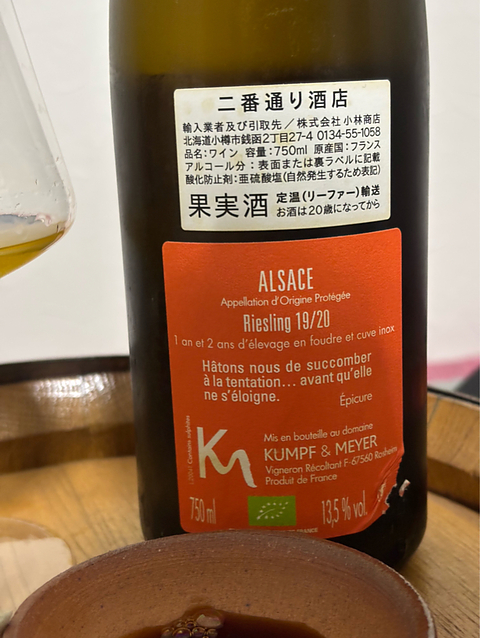 二番通り酒店
輸入業者及び引取先／株式会社 小林商店
北海道小樽市銭函2丁目27-4 0134-55-1058
品名:ワイン 容量:750ml 原産国:フランス
アルコール分:表面または裏ラベルに記載
酸化防止剤:亜硫酸塩(自然発生するため表記)
果実酒 定温(リーファー)輸送
お酒は20歳になってから
ALSACE
Appellation d'Origine Protégée
Riesling 19/20
1 an et 2 ans d'élevage en foudre et cuve inox
Hâtons nous de succomber
à la tentation... avant qu'elle
ne s'éloigne.
Épicure
Contains sulphites
KM
Mis en bouteille au domaine
KUMPF & MEYER
Vigneron Récoltant F-67560 Rosheim
Produit de France
750 ml
13,5 % vol.